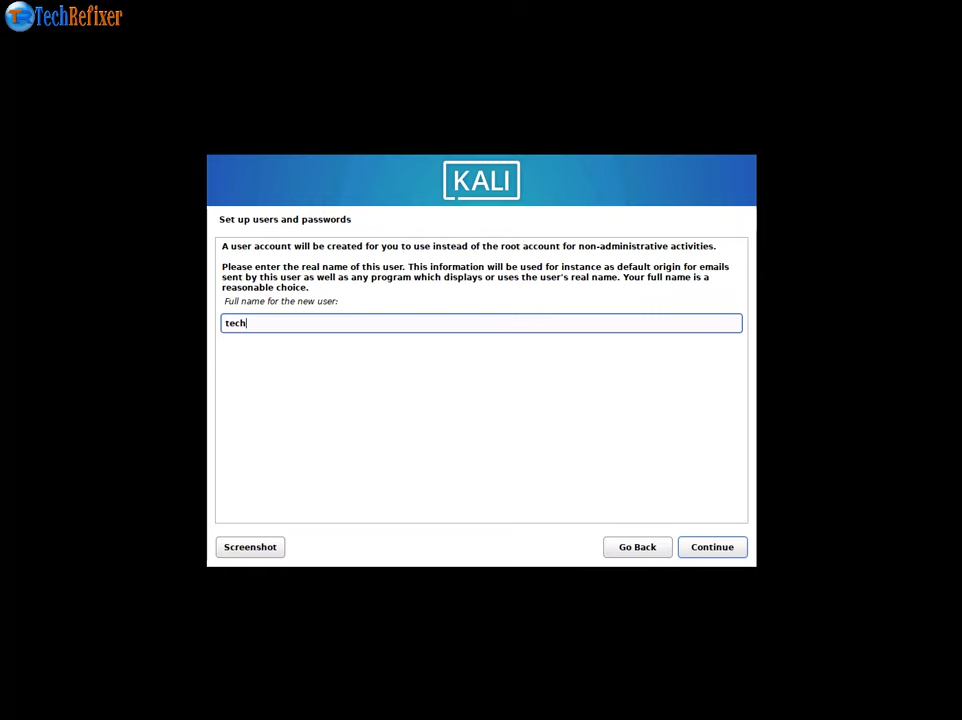 TechRefixer
KALI
Set up users and passwords
A user account will be created for you to use instead of the root account for non-administrative activities.
Please enter the real name of this user. This information will be used for instance as default origin for emails
sent by this user as well as any program which displays or uses the user's real name. Your full name is a
reasonable choice.
Full name for the new user:
tech
Screenshot
Go Back
Continue